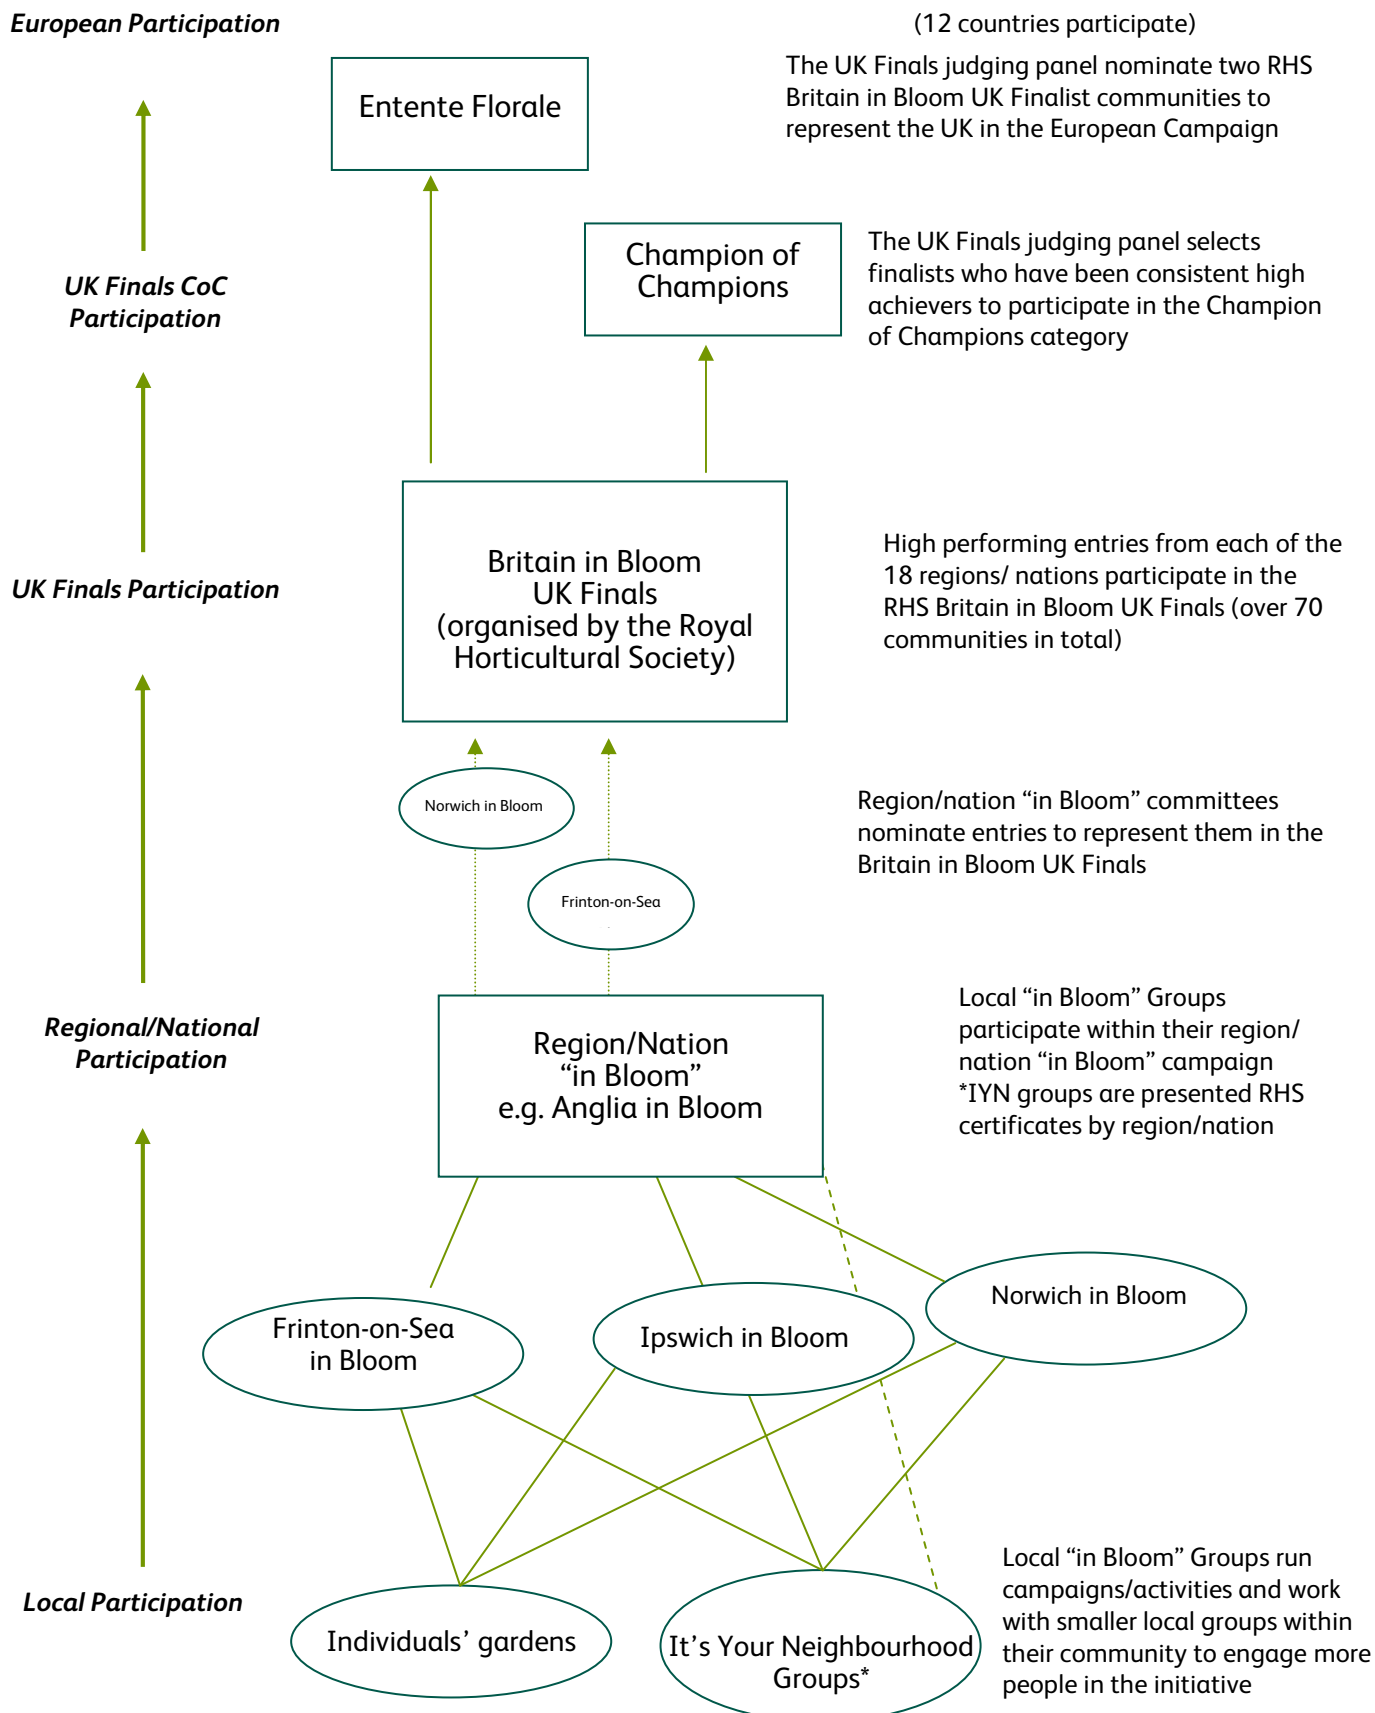 European Participation
(12 countries participate)
The UK Finals judging panel nominate two RHS
Britain in Bloom UK Finalist communities to
represent the UK in the European Campaign
Entente Florale
UK Finals CoC
Participation
Champion of
Champions
The UK Finals judging panel selects
finalists who have been consistent high
achievers to participate in the Champion
of Champions category
UK Finals Participation
Britain in Bloom
UK Finals
(organised by the Royal
Horticultural Society)
High performing entries from each of the
18 regions/ nations participate in the
RHS Britain in Bloom UK Finals (over 70
communities in total)
Norwich in Bloom
Frinton-on-Sea
Region/nation “in Bloom” committees
nominate entries to represent them in the
Britain in Bloom UK Finals
Regional/National
Participation
Region/Nation
“in Bloom”
e.g. Anglia in Bloom
Local “in Bloom” Groups
participate within their region/
nation “in Bloom” campaign
*IYN groups are presented RHS
certificates by region/nation
Frinton-on-Sea
in Bloom
Ipswich in Bloom
Norwich in Bloom
Local Participation
Individuals’ gardens
It’s Your Neighbourhood
Groups*
Local “in Bloom” Groups run
campaigns/activities and work
with smaller local groups within
their community to engage more
people in the initiative